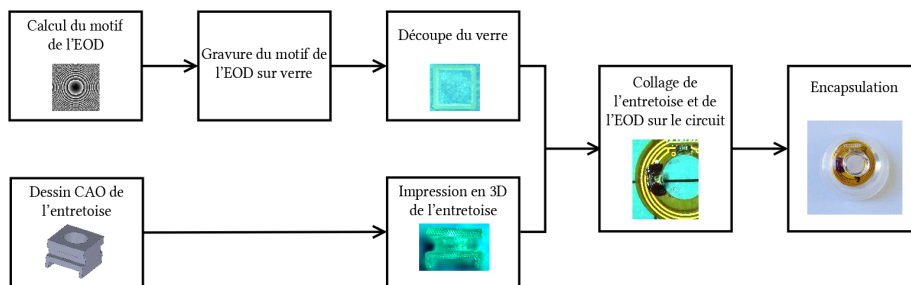 Calcul du motif
de l'EOD
Gravure du motif de
l'EOD sur verre
Découpe du verre
Dessin CAO de
l'entretoise
Impression en 3D
de l'entretoise
Collage de
l'entretoise et de
l'EOD sur le circuit
Encapsulation